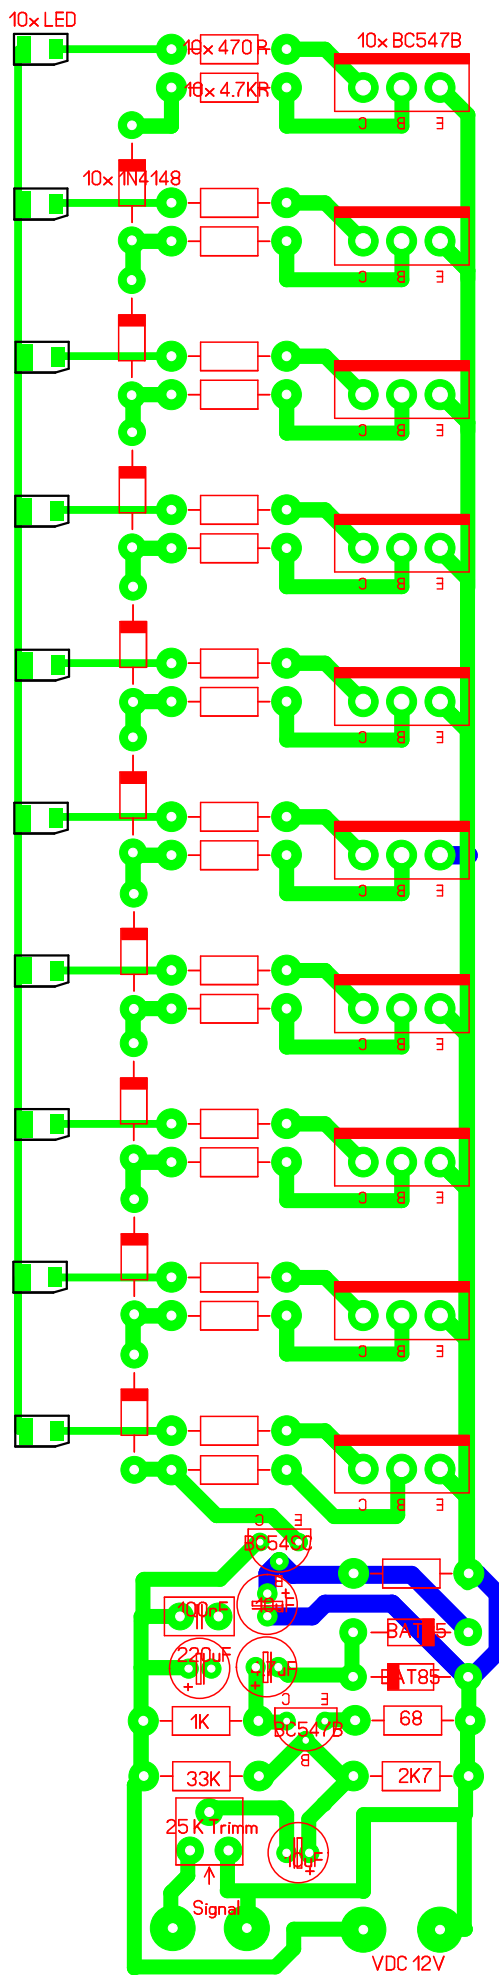 10x LED
10x 470 R
10x BC547B
10x 4.7KR
C B E
10x 1N4148
C B E
C B E
C B E
C B E
C B E
C B E
C B E
C B E
C B E
C E
B
+
100nF
BAT85
220uF
+
+
BAT85
C E
1K
BC547B
68
B
33K
2K7
25 K Trimm
10uF
+
Signal
VDC 12V